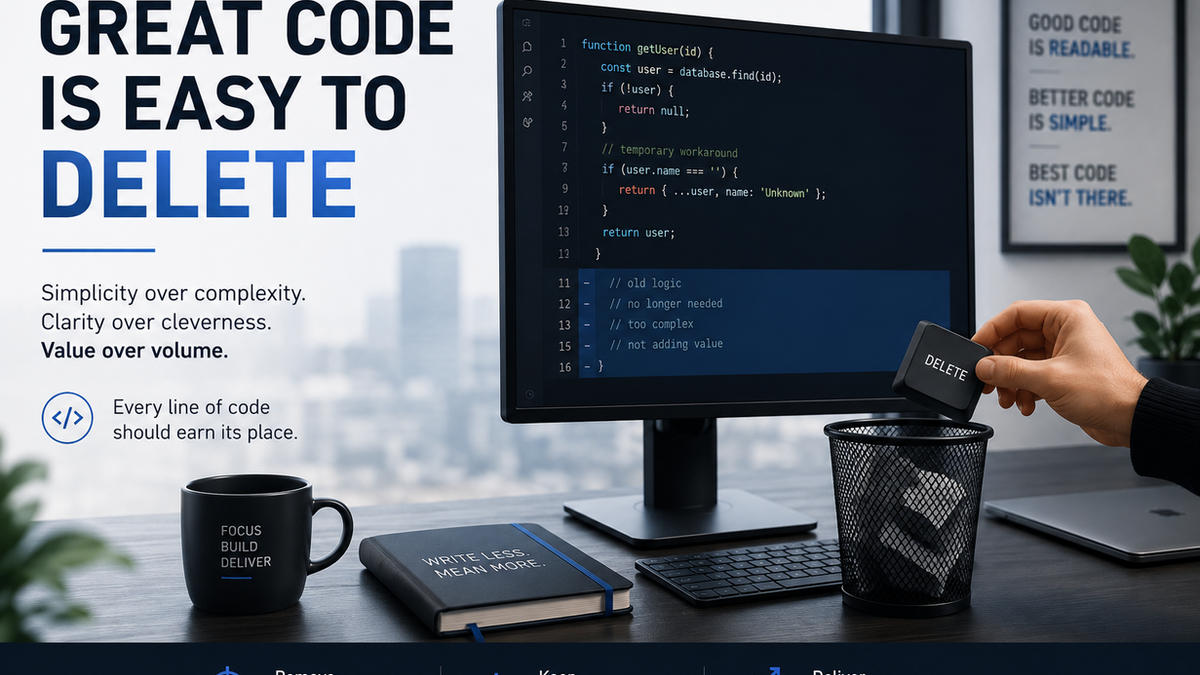 GREAT CODE
IS EASY TO
DELETE
Simplicity over complexity.
Clarity over cleverness.
Value over volume.
</>
Every line of code
should earn its place.
1 function getUser(id) {
2 const user = database.find(id);
3 if (!user) {
4 return null;
5 }
7 // temporary workaround
if (user.name === '') {
9 return { ...user, name: 'Unknown' };
}
13 return user;
13 }
11 - // old logic
12 - // no longer needed
13 - // too complex
15 - // not adding value
16 - }
GOOD CODE
IS READABLE.
BETTER CODE
IS SIMPLE.
BEST CODE
ISN'T THERE.
DELETE
FOCUS
BUILD
DELIVER
WRITE LESS.
MEAN MORE.